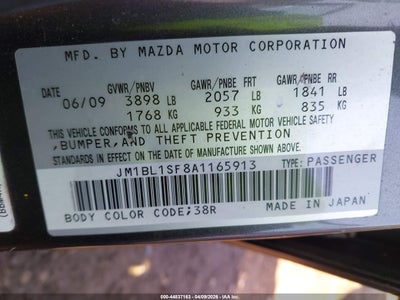 MFD. BY MAZDA MOTOR CORPORATION
GVWR/PNBV GAWR/PNBE FRT GAWR/PNBE RR
DATE 06/09 3898 LB 2057 LB 1841 LB
1768 KG 933 KG 835 KG
THIS VEHICLE CONFORMS TO ALL APPLICABLE FEDERAL MOTOR VEHICLE SAFETY
,BUMPER,AND THEFT PREVENTION
STANDARDS IN EFFECT ON THE DATE OF MANUFACTURE SHOWN ABOVE.
JM1BL1SF8A1165913 TYPE: PASSENGER
BODY COLOR CODE;38R MADE IN JAPAN
000-44637163 - 04/09/2026 - IAAI